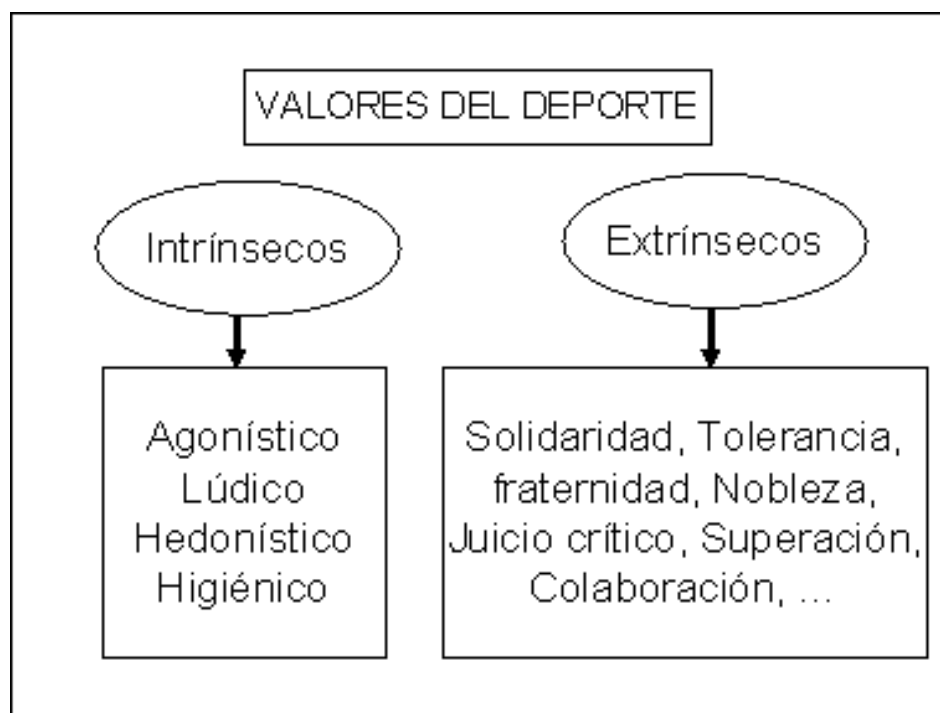 VALORES DEL DEPORTE
Intrínsecos
Extrínsecos
Agonístico
Lúdico
Hedonístico
Higiénico
Solidaridad, Tolerancia,
fraternidad, Nobleza,
Juicio crítico, Superación,
Colaboración, ...